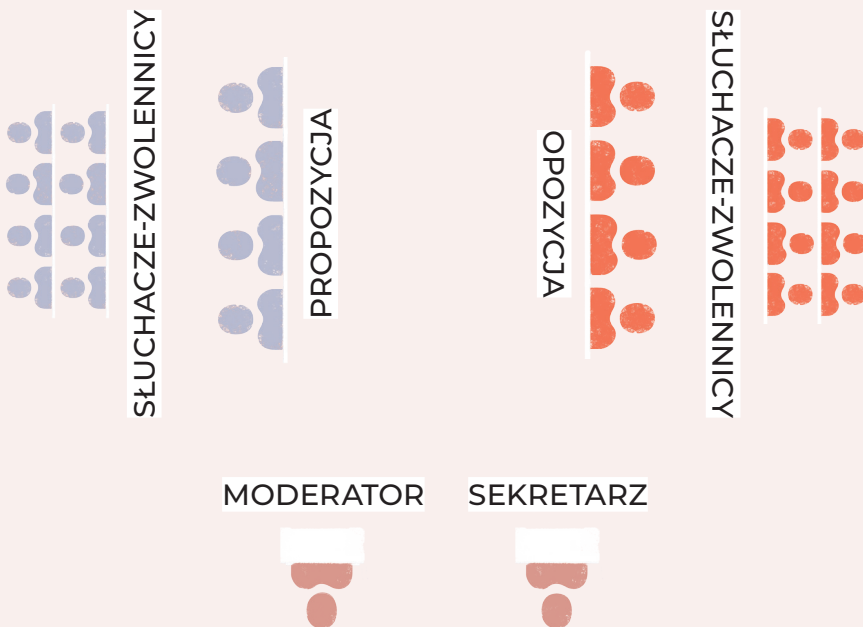 SŁUCHACZE-ZWOLENNICY
PROPOZYCJA
OPOZYCJA
SŁUCHACZE-ZWOLENNICY
MODERATOR
SEKRETARZ